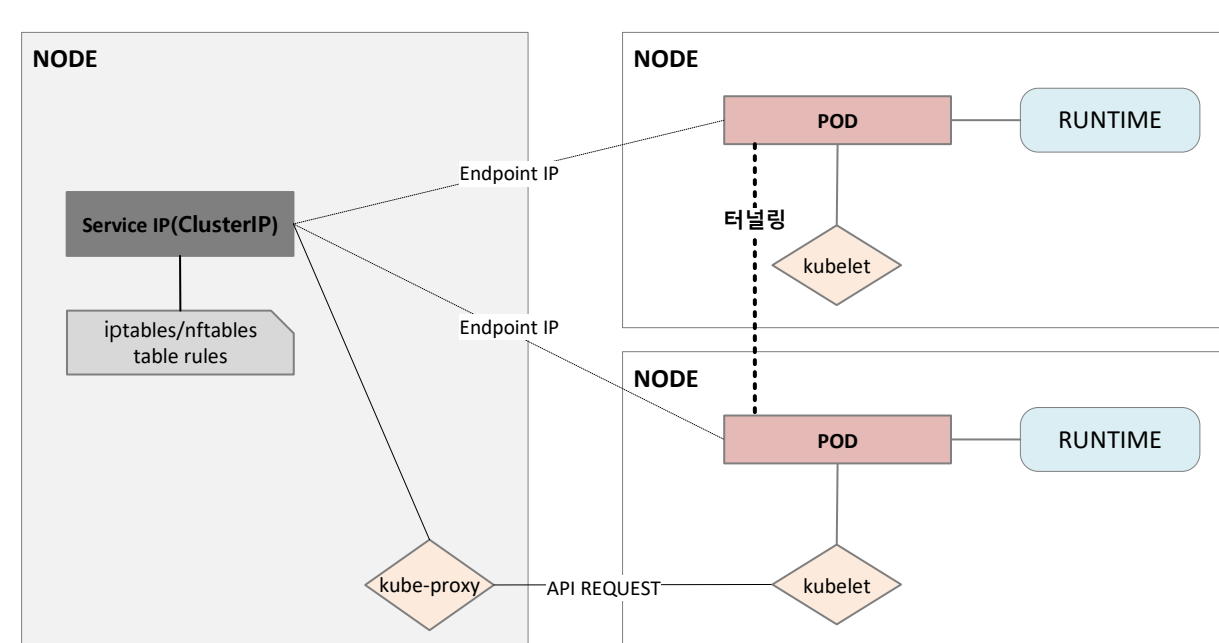 NODE
Service IP(ClusterIP)
iptables/nftables
table rules
Endpoint IP
Endpoint IP
kube-proxy
API REQUEST
NODE
POD
RUNTIME
터널링
kubelet
NODE
POD
RUNTIME
kubelet